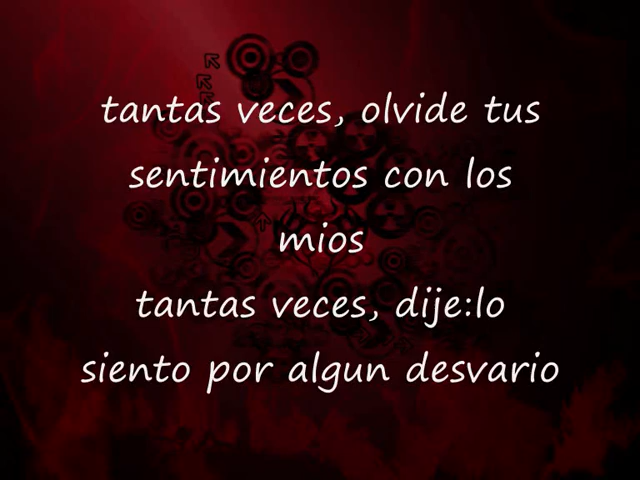 tantas veces, olvide tus
sentimientos con los
mios
tantas veces, dije:lo
siento por algun desvario